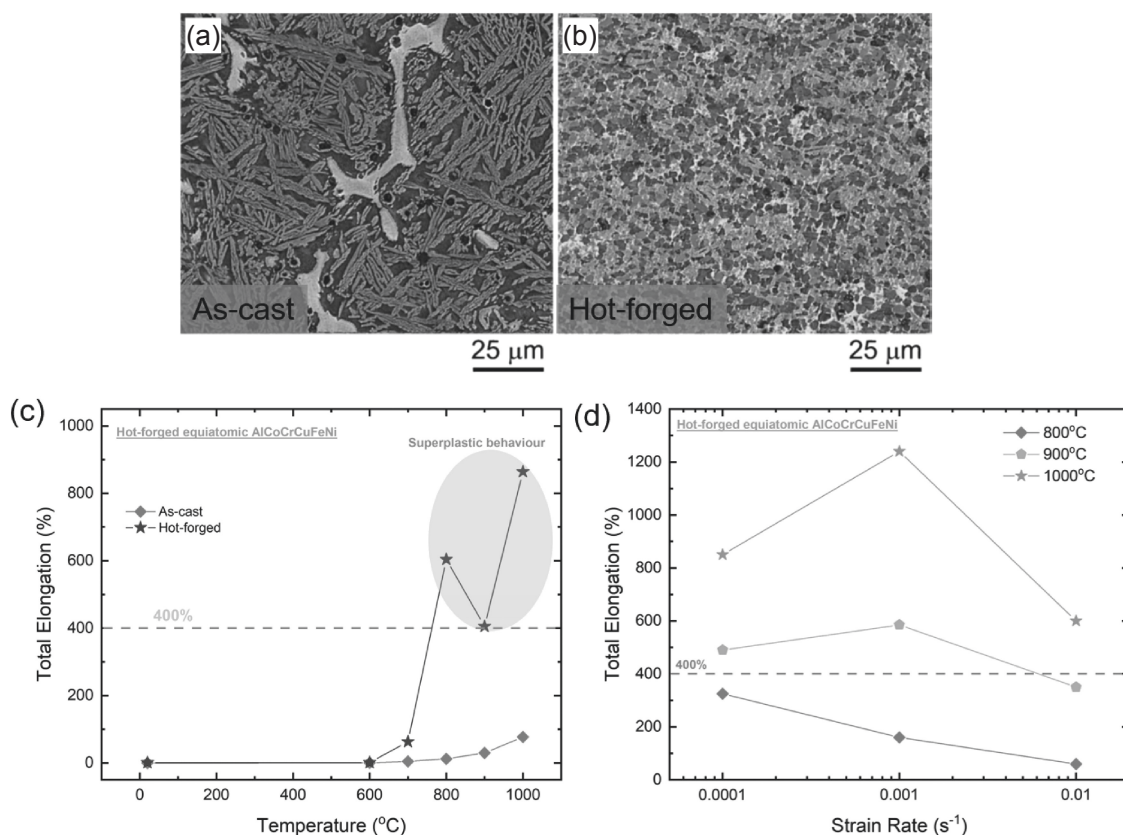 (a)
As-cast
25 μm
(b)
Hot-forged
25 μm
(c)
Hot-forged equiatomic AlCoCrCuFeNi
Superplastic behaviour
As-cast
Hot-forged
400%
Total Elongation (%)
1000
800
600
400
200
0
0
200
400
600
800
1000
Temperature (°C)
(d)
Hot-forged equiatomic AlCoCrCuFeNi
800°C
900°C
1000°C
400%
Total Elongation (%)
1400
1200
1000
800
600
400
200
0
0.0001
0.001
0.01
Strain Rate (s⁻¹)